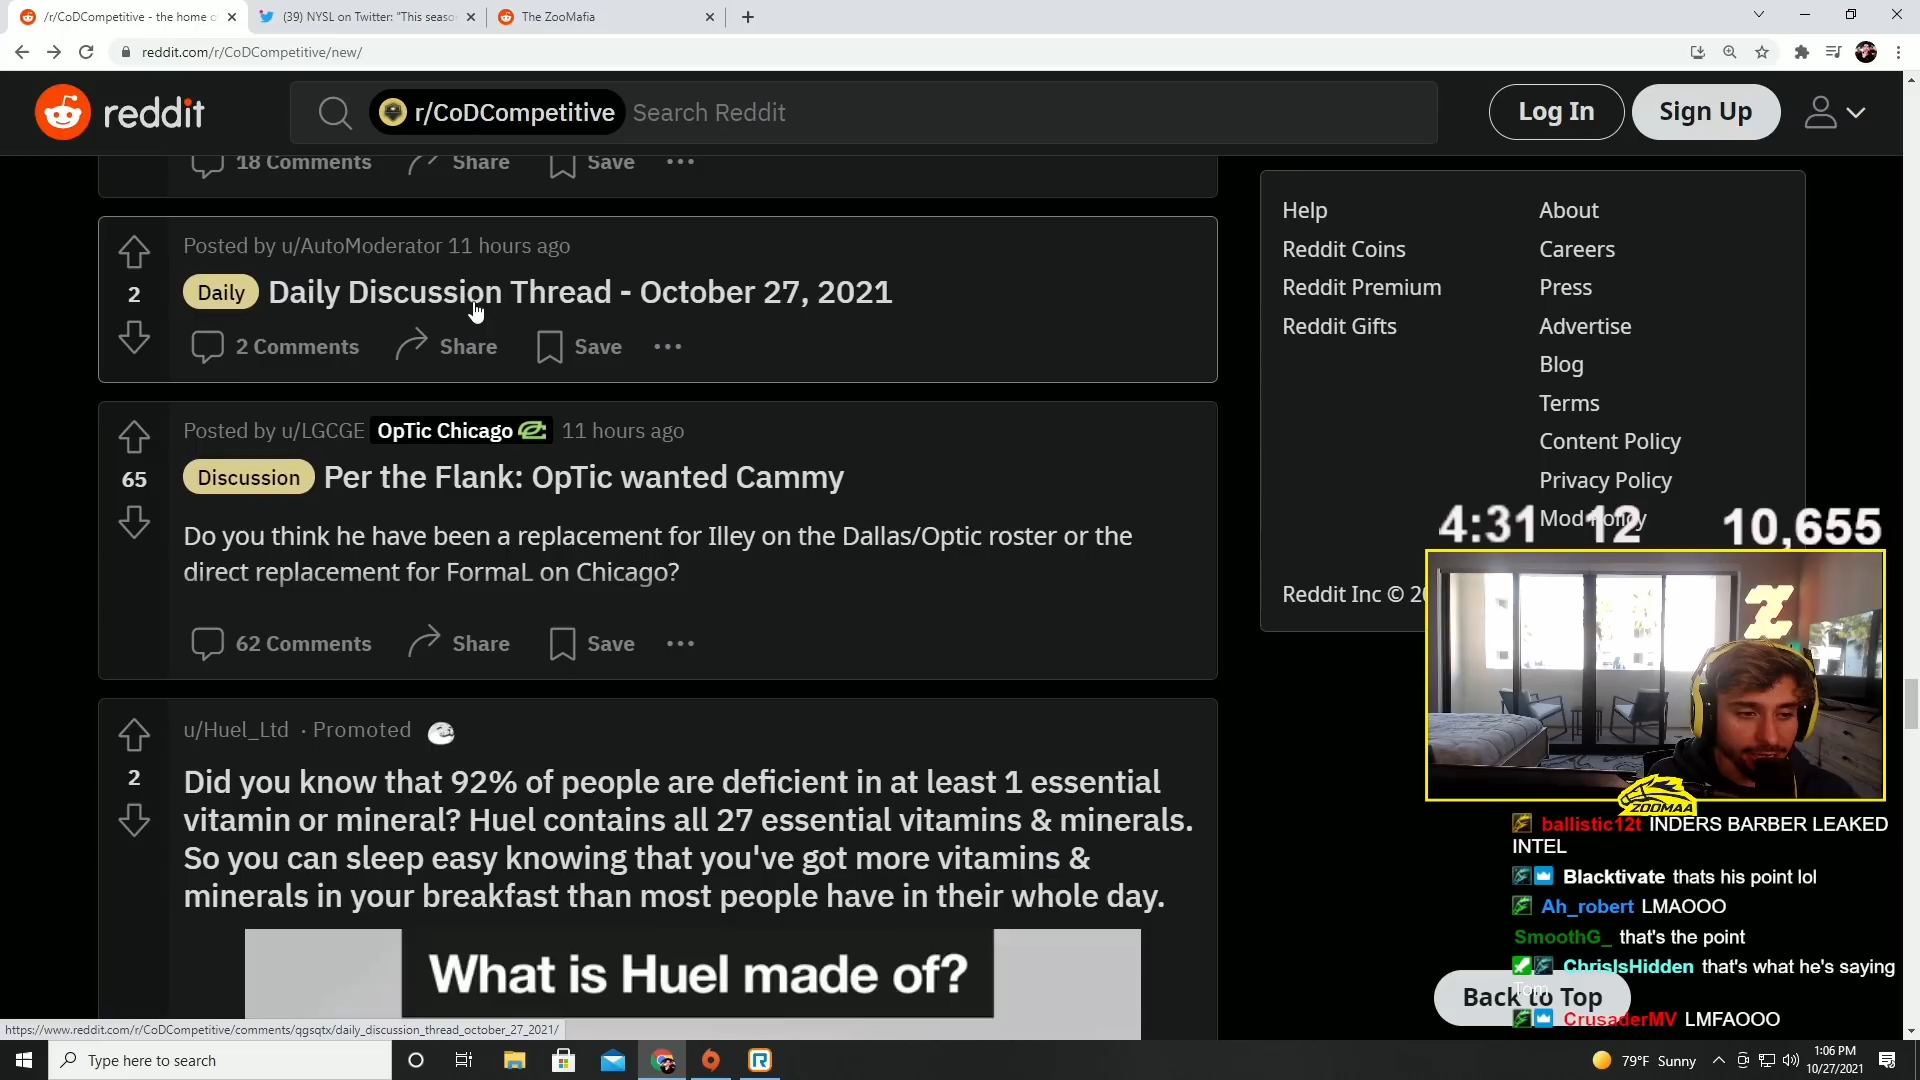 /r/CoDCompetitive - the home o
(39) NYSL on Twitter: "This seaso
The ZooMafia
reddit.com/r/CoDCompetitive/new/
reddit
r/CoDCompetitive
Search Reddit
Log In
Sign Up
18 Comments
Share
Save
Posted by u/AutoModerator 11 hours ago
2
Daily
Daily Discussion Thread - October 27, 2021
2 Comments
Share
Save
Posted by u/LGCGE
OpTic Chicago
11 hours ago
65
Discussion
Per the Flank: OpTic wanted Cammy
Do you think he have been a replacement for Illey on the Dallas/Optic roster or the
direct replacement for FormaL on Chicago?
62 Comments
Share
Save
u/Huel_Ltd · Promoted
2
Did you know that 92% of people are deficient in at least 1 essential
vitamin or mineral? Huel contains all 27 essential vitamins & minerals.
So you can sleep easy knowing that you've got more vitamins &
minerals in your breakfast than most people have in their whole day.
What is Huel made of?
Help
Reddit Coins
Reddit Premium
Reddit Gifts
About
Careers
Press
Advertise
Blog
Terms
Content Policy
Privacy Policy
Mod Policy
4:31
12
10,655
Reddit Inc © 20
Z
ZOOMAA
ballistic12t INDERS BARBER LEAKED
INTEL
Blacktivate thats his point lol
Ah_robert LMAOOO
SmoothG_ that's the point
ChrisIsHidden that's what he's saying
Tom
Back to Top
CrusaderMV LMFAOOO
https://www.reddit.com/r/CoDCompetitive/comments/qgsqtx/daily_discussion_thread_october_27_2021/
Type here to search
79°F Sunny
1:06 PM
10/27/2021